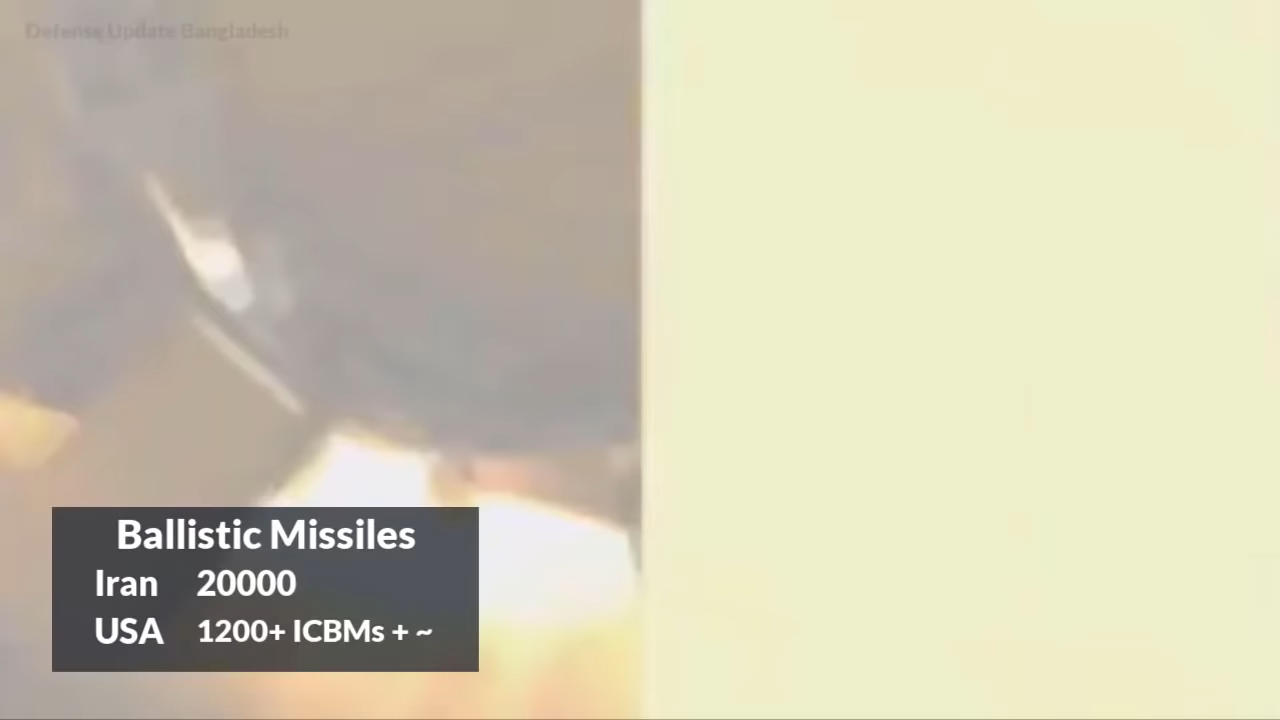 Defense Update Bangladesh
Ballistic Missiles
Iran 20000
USA 1200+ ICBMs + ~